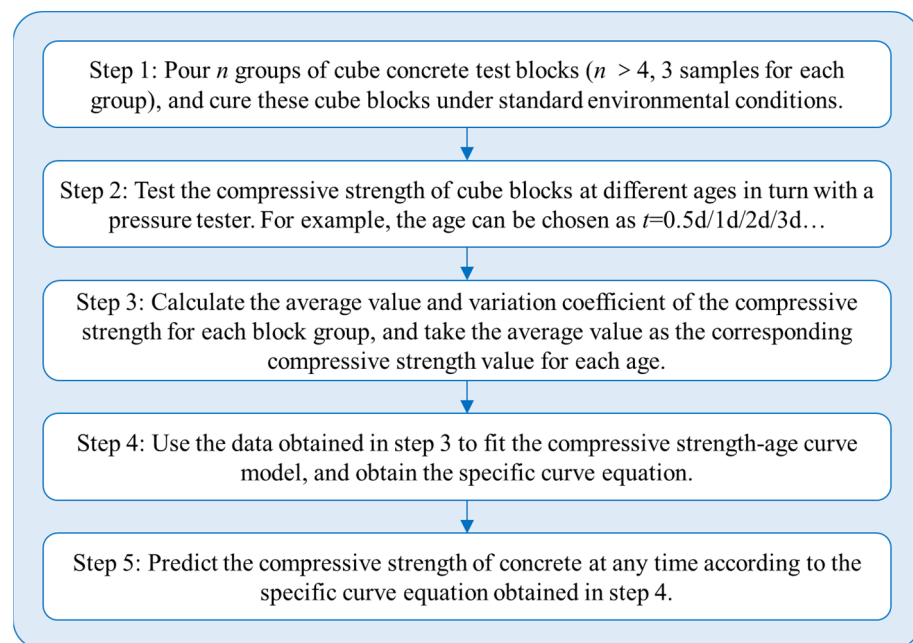 Step 1: Pour n groups of cube concrete test blocks (n > 4, 3 samples for each
group), and cure these cube blocks under standard environmental conditions.
Step 2: Test the compressive strength of cube blocks at different ages in turn with a
pressure tester. For example, the age can be chosen as t=0.5d/1d/2d/3d…
Step 3: Calculate the average value and variation coefficient of the compressive
strength for each block group, and take the average value as the corresponding
compressive strength value for each age.
Step 4: Use the data obtained in step 3 to fit the compressive strength-age curve
model, and obtain the specific curve equation.
Step 5: Predict the compressive strength of concrete at any time according to the
specific curve equation obtained in step 4.